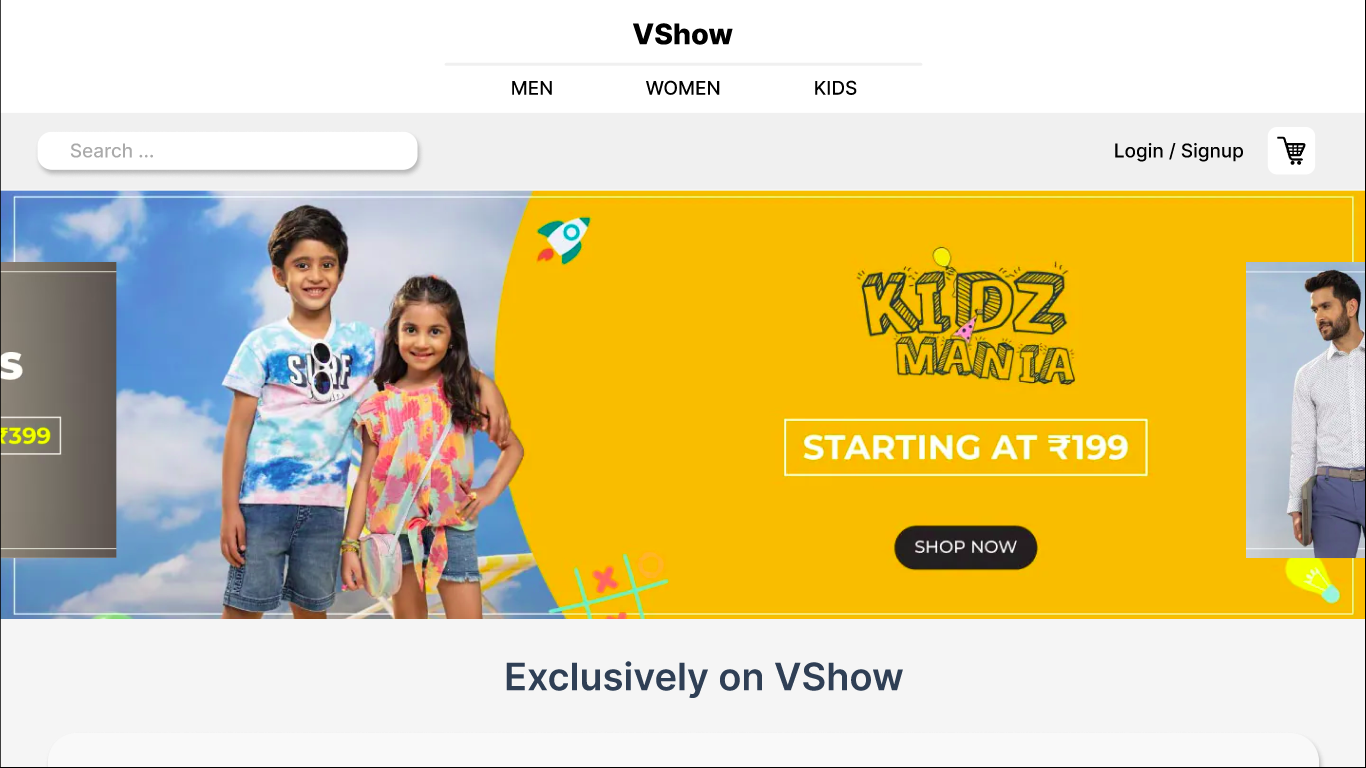 VShow
MEN WOMEN KIDS
Search ...
Login / Signup
SURF
KIDZ
MANIA
s
₹399
STARTING AT ₹199
SHOP NOW
Exclusively on VShow